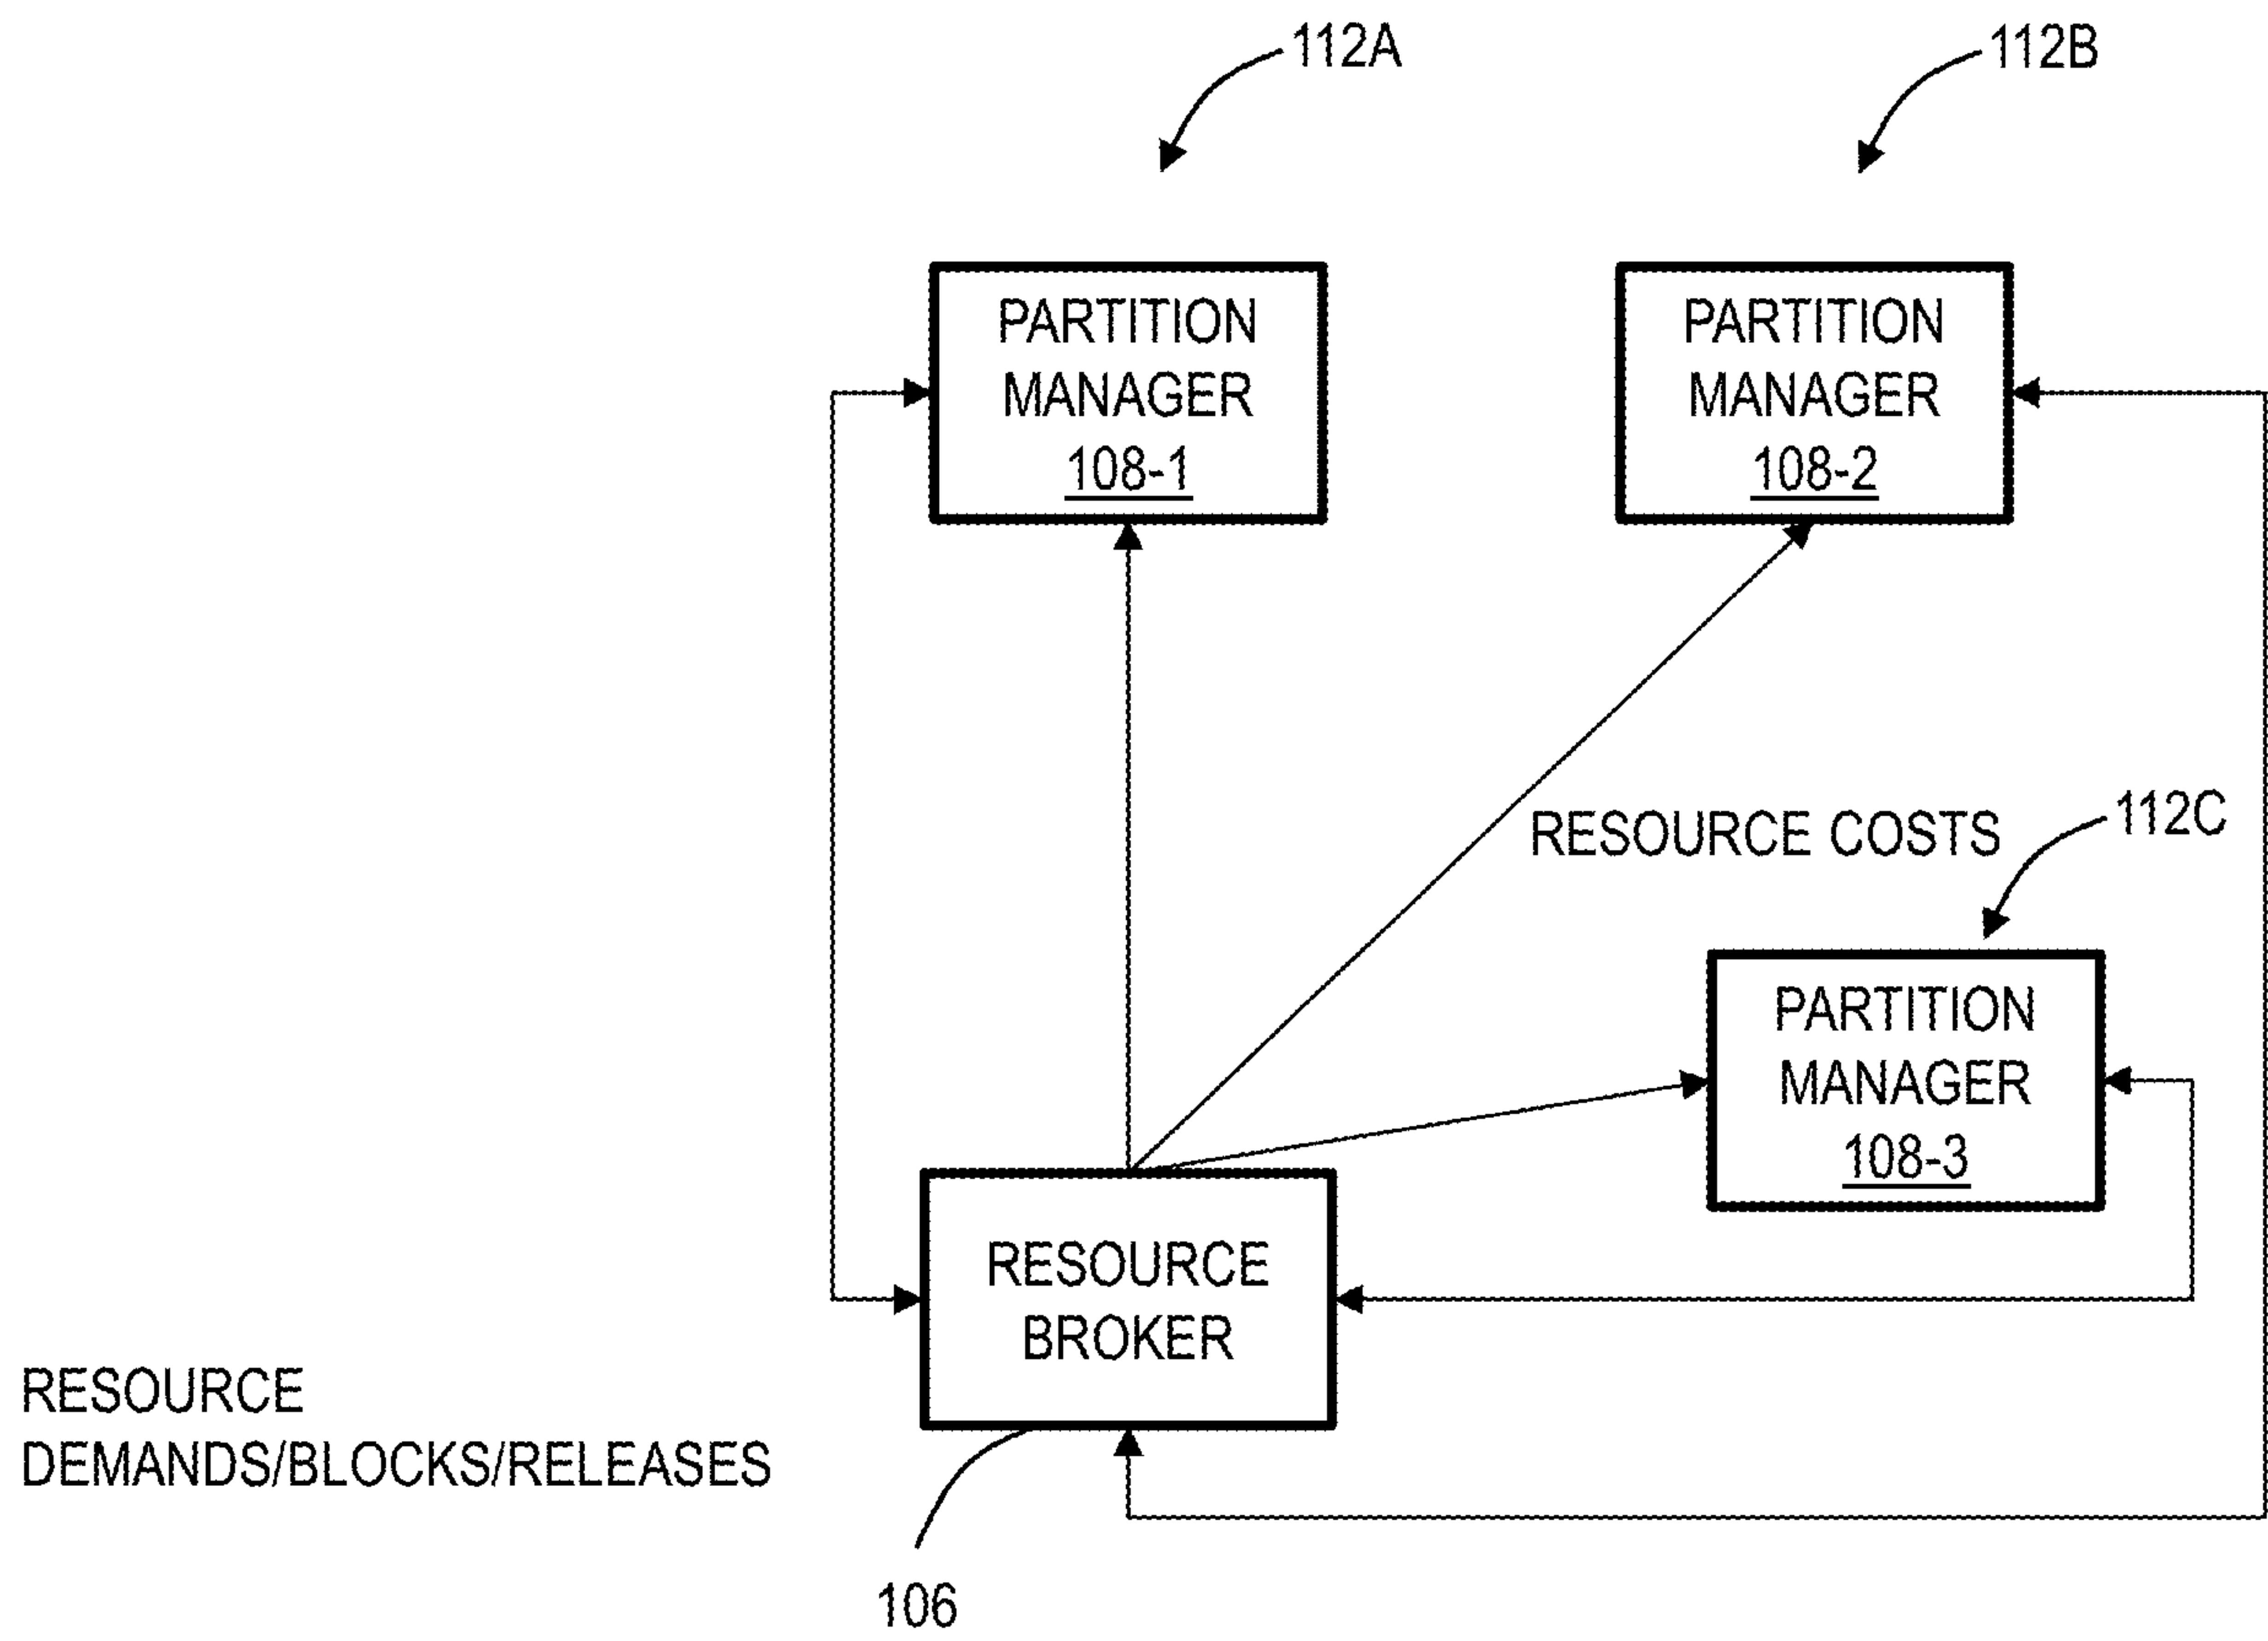 112A
112B
PARTITION
MANAGER
108-1
PARTITION
MANAGER
108-2
RESOURCE COSTS
112C
PARTITION
MANAGER
108-3
RESOURCE
BROKER
RESOURCE
DEMANDS/BLOCKS/RELEASES
106